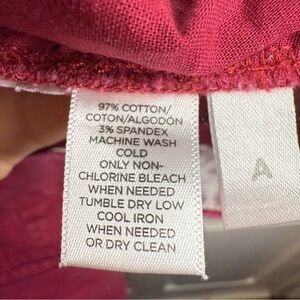 97% COTTON/
COTON/ALGODÓN
3% SPANDEX
MACHINE WASH
COLD
ONLY NON-
CHLORINE BLEACH
WHEN NEEDED
TUMBLE DRY LOW
COOL IRON
WHEN NEEDED
OR DRY CLEAN
A